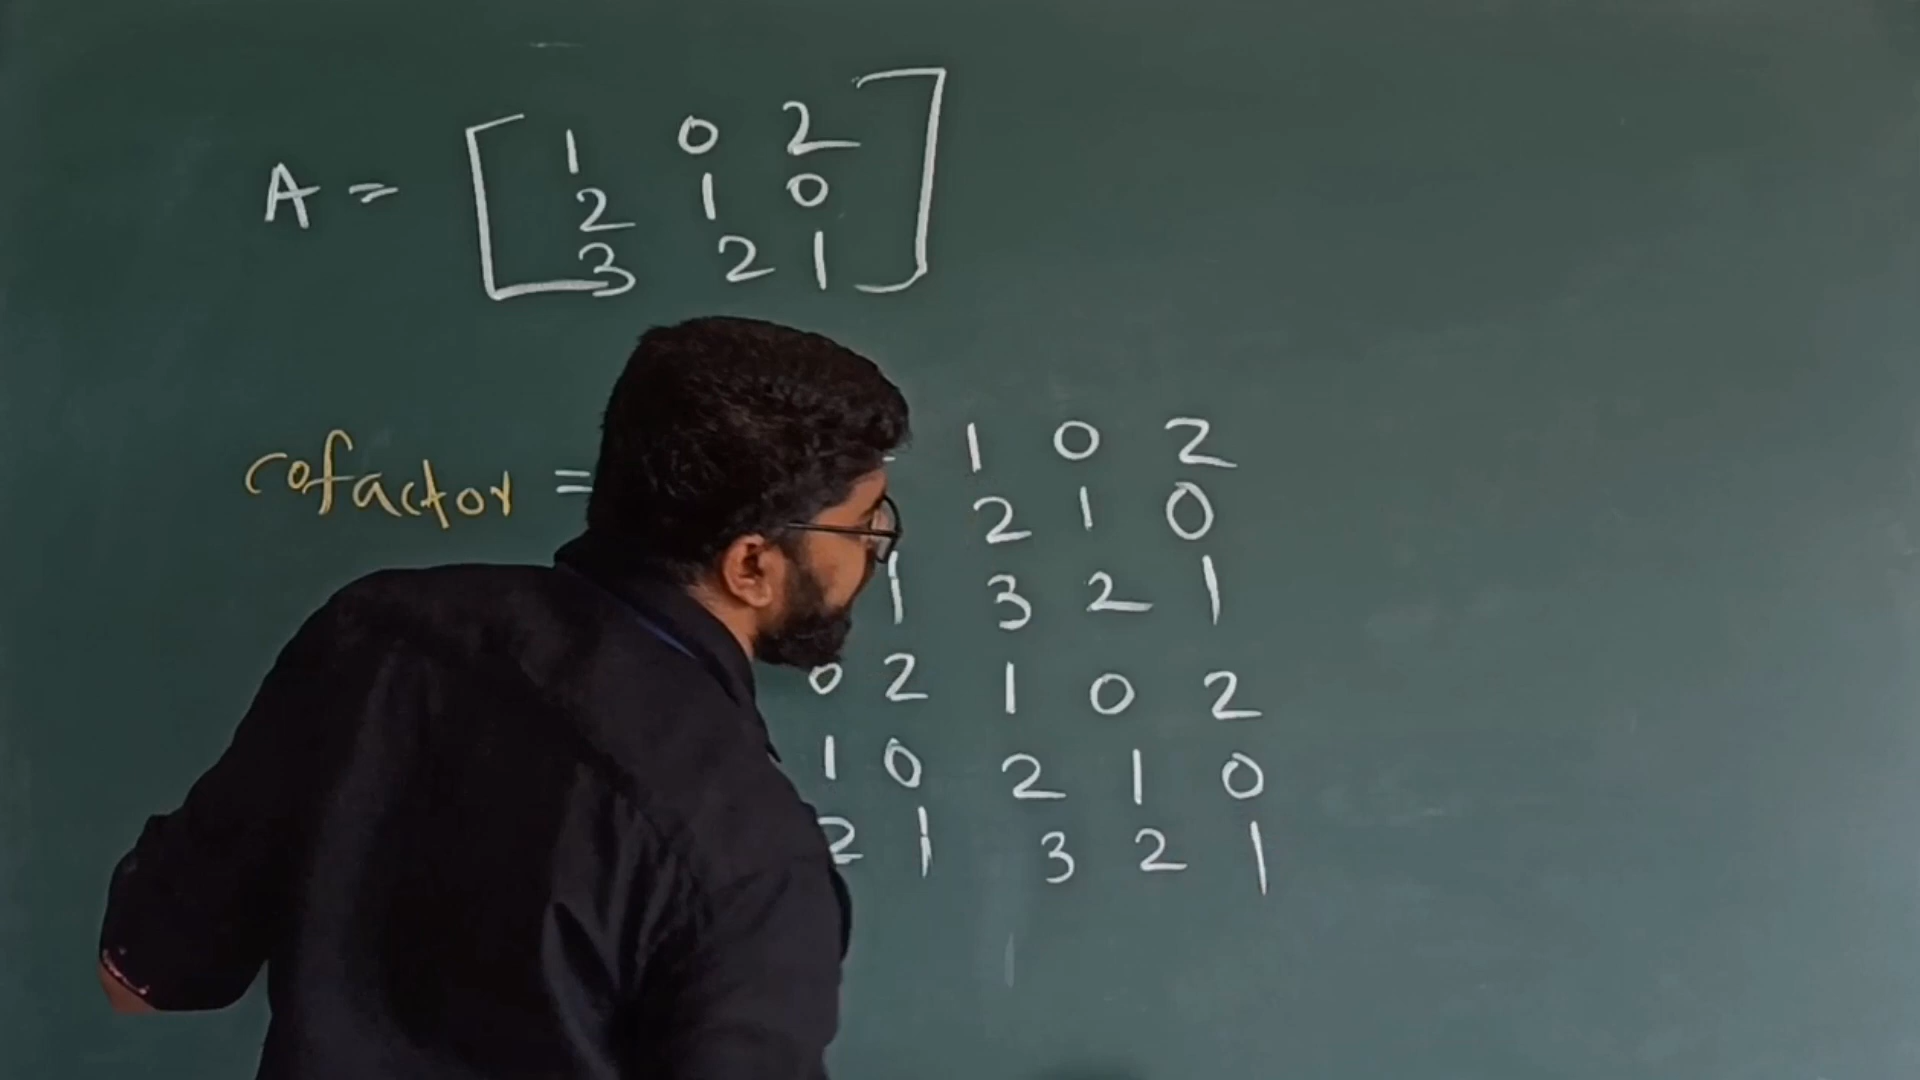 A = [ 1 0 2
2 1 0
3 2 1 ]
cofactor = 1 0 2
2 1 0
1 3 2 1
0 2 1 0 2
1 0 2 1 0
2 1 3 2 1